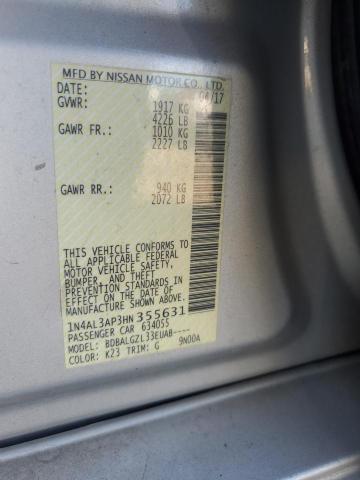 MFD BY NISSAN MOTOR CO., LTD.
DATE: 04/17
GVWR: 1917 KG
4226 LB
GAWR FR.: 1010 KG
2227 LB
GAWR RR.: 940 KG
2072 LB
THIS VEHICLE CONFORMS TO
ALL APPLICABLE FEDERAL
MOTOR VEHICLE SAFETY,
BUMPER, AND THEFT
PREVENTION STANDARDS IN
EFFECT ON THE DATE OF
MANUFACTURE SHOWN ABOVE.
1N4AL3AP3HN355631
PASSENGER CAR 634055
MODEL: BDBALGZL33EUAB----
COLOR: K23 TRIM: G 9N00A